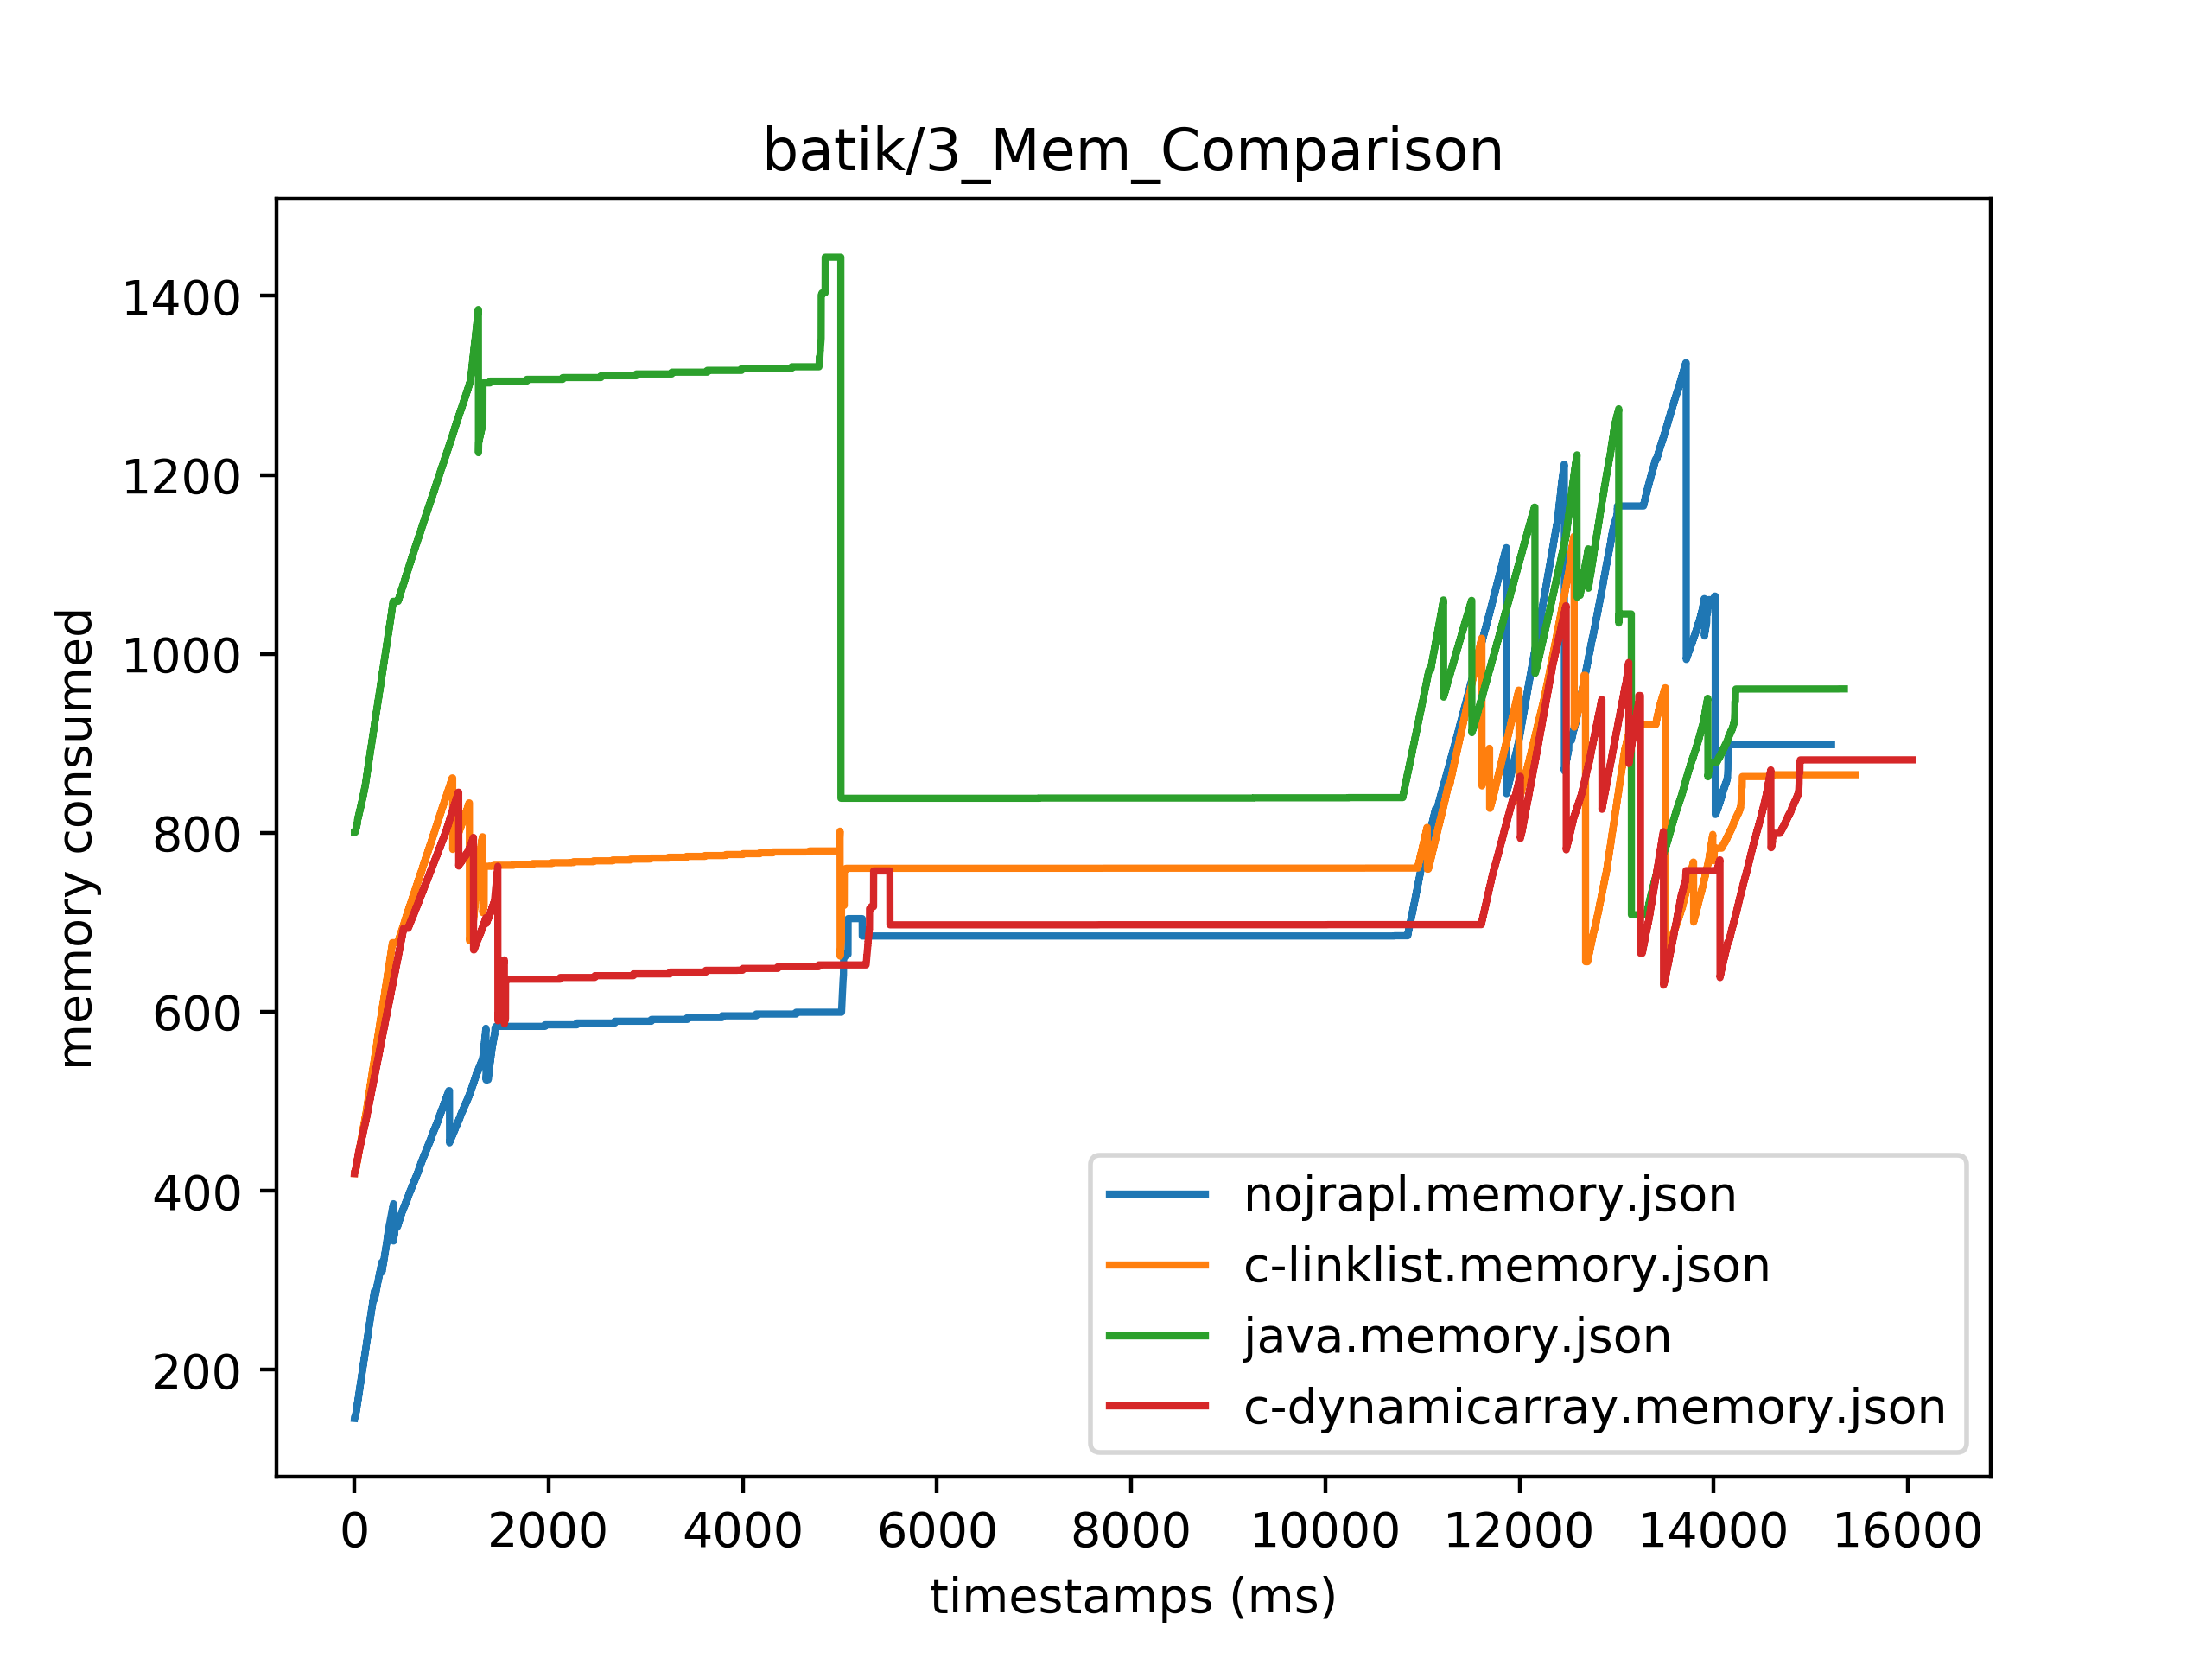 batik/3_Mem_Comparison
memory consumed
1400
1200
1000
800
600
400
200
nojrapl.memory.json
c-linklist.memory.json
java.memory.json
c-dynamicarray.memory.json
0 2000 4000 6000 8000 10000 12000 14000 16000
timestamps (ms)